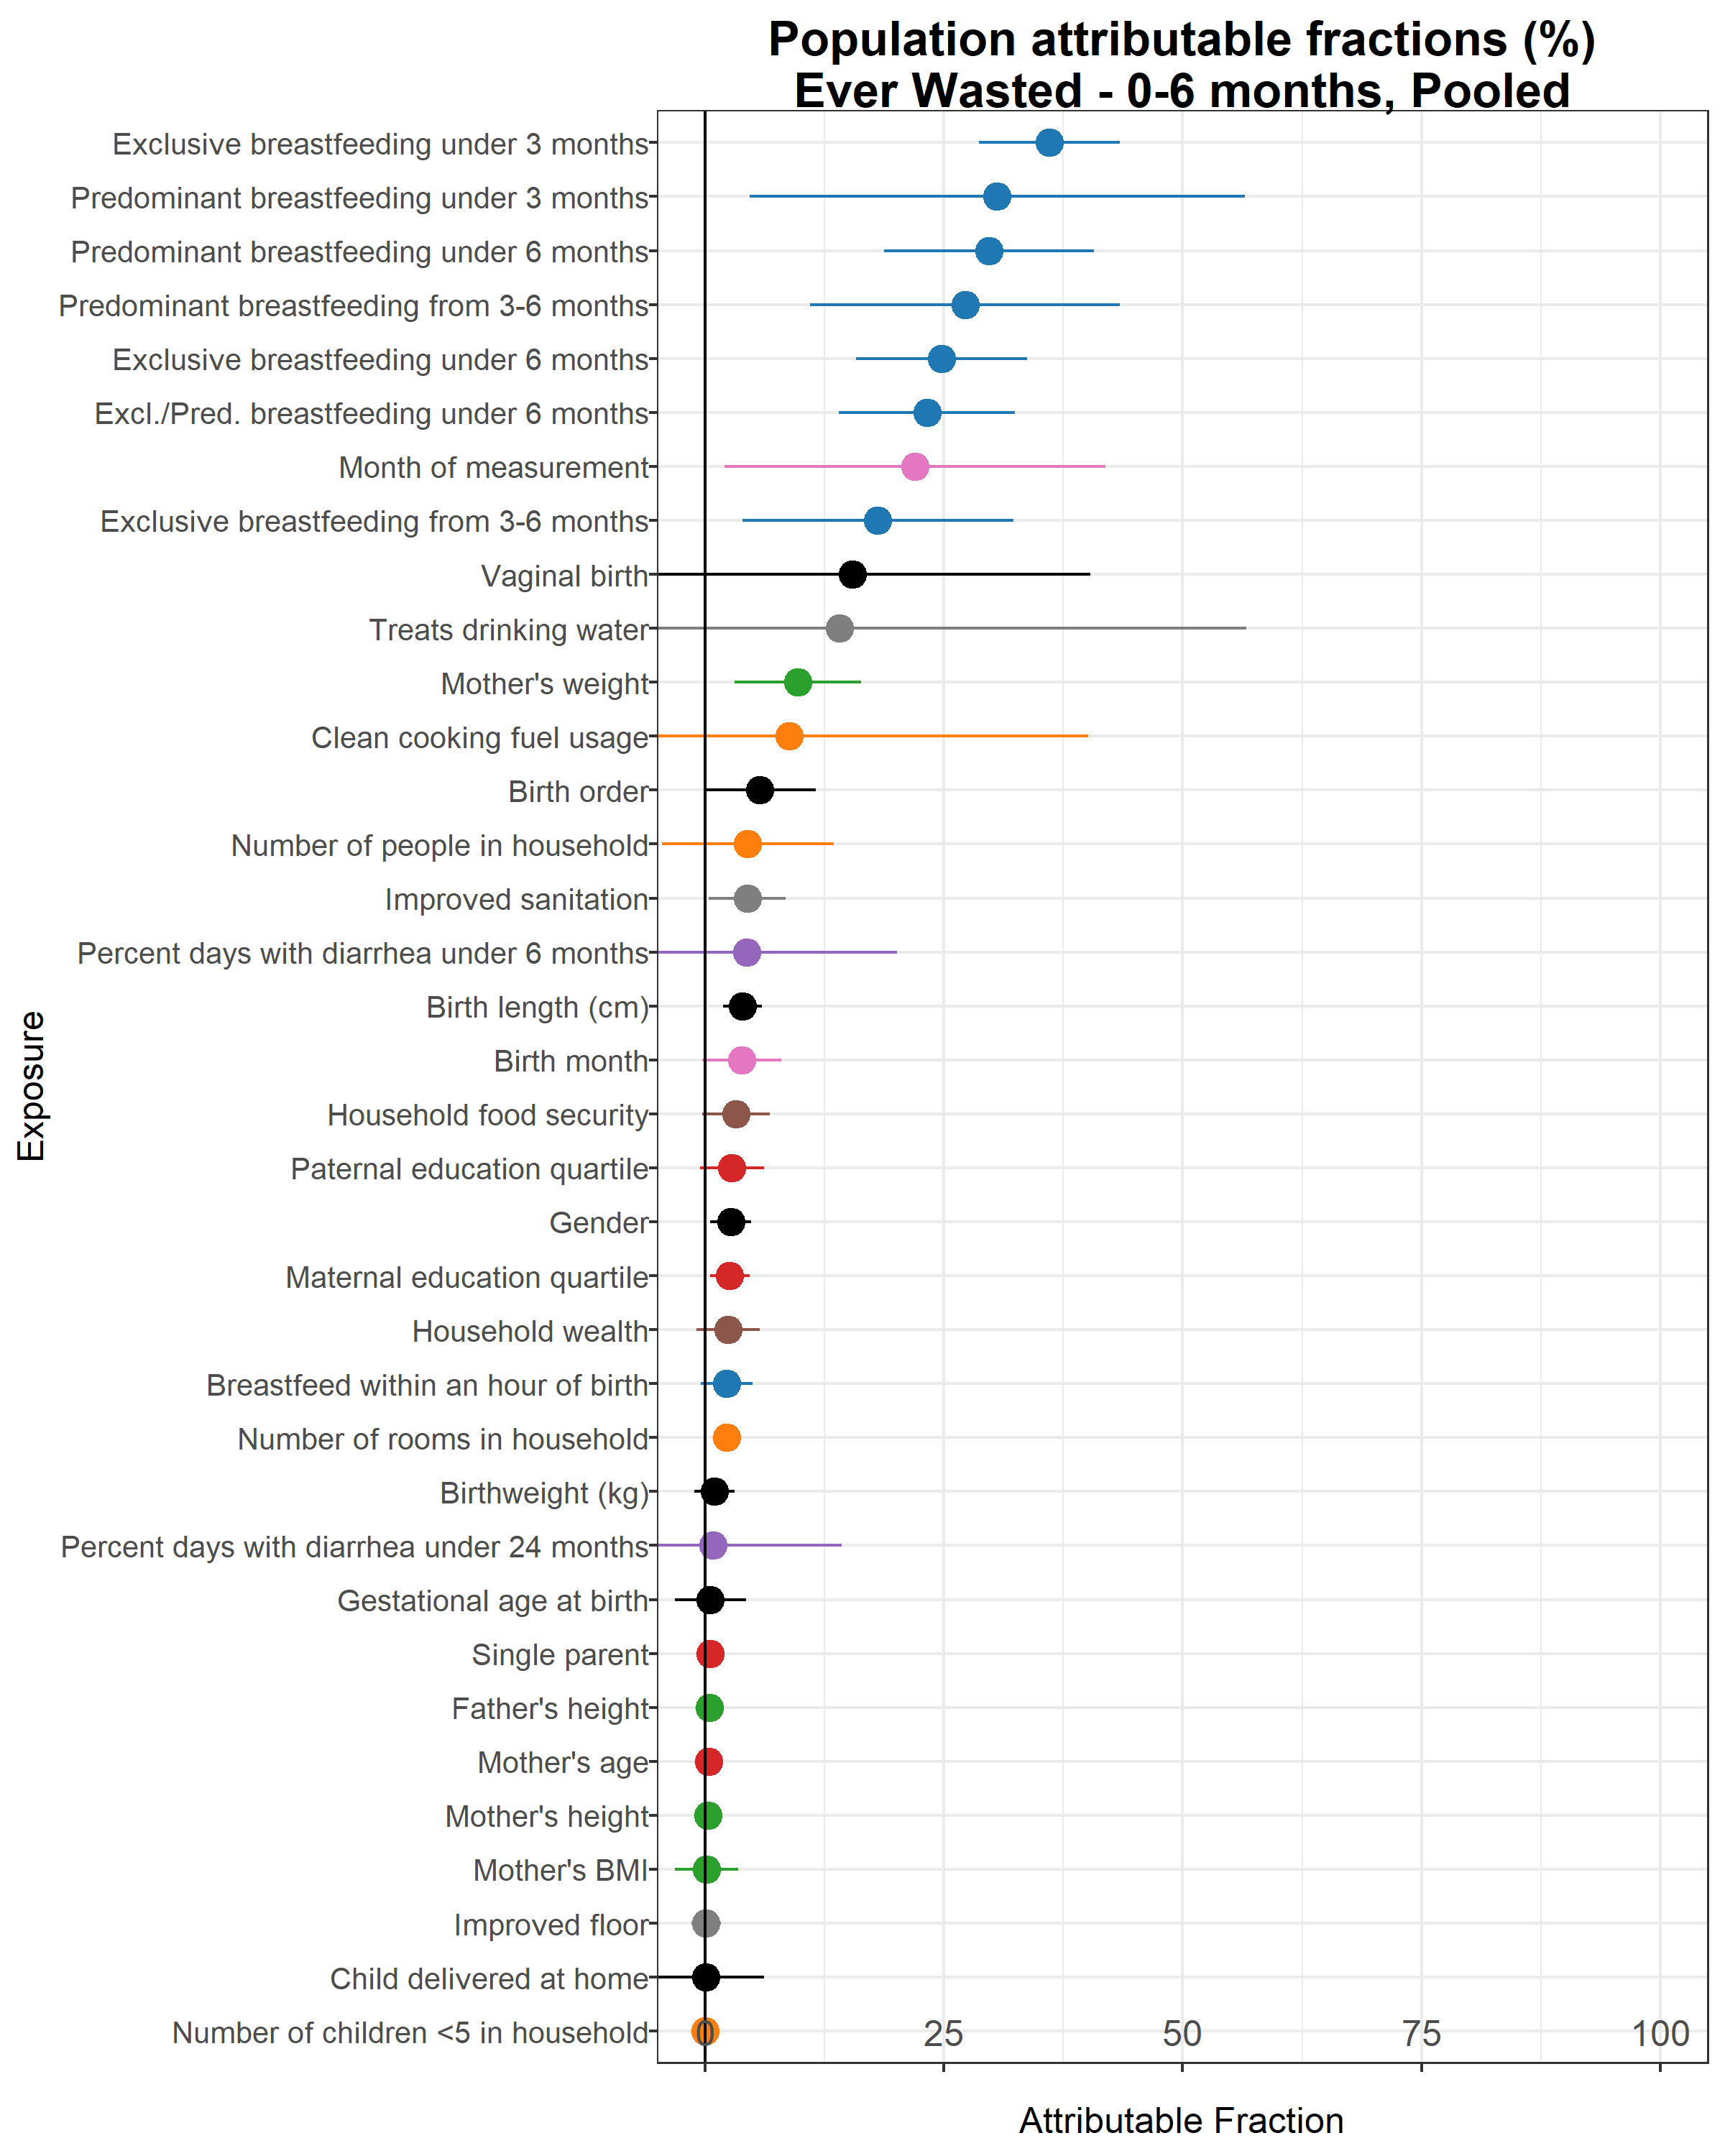 Population attributable fractions (%)
Ever Wasted - 0-6 months, Pooled
Exclusive breastfeeding under 3 months
Predominant breastfeeding under 3 months
Predominant breastfeeding under 6 months
Predominant breastfeeding from 3-6 months
Exclusive breastfeeding under 6 months
Excl./Pred. breastfeeding under 6 months
Month of measurement
Exclusive breastfeeding from 3-6 months
Vaginal birth
Treats drinking water
Mother's weight
Clean cooking fuel usage
Birth order
Number of people in household
Improved sanitation
Percent days with diarrhea under 6 months
Birth length (cm)
Birth month
Household food security
Paternal education quartile
Gender
Maternal education quartile
Household wealth
Breastfeed within an hour of birth
Number of rooms in household
Birthweight (kg)
Percent days with diarrhea under 24 months
Gestational age at birth
Single parent
Father's height
Mother's age
Mother's height
Mother's BMI
Improved floor
Child delivered at home
Number of children <5 in household
0 25 50 75 100
Exposure
Attributable Fraction